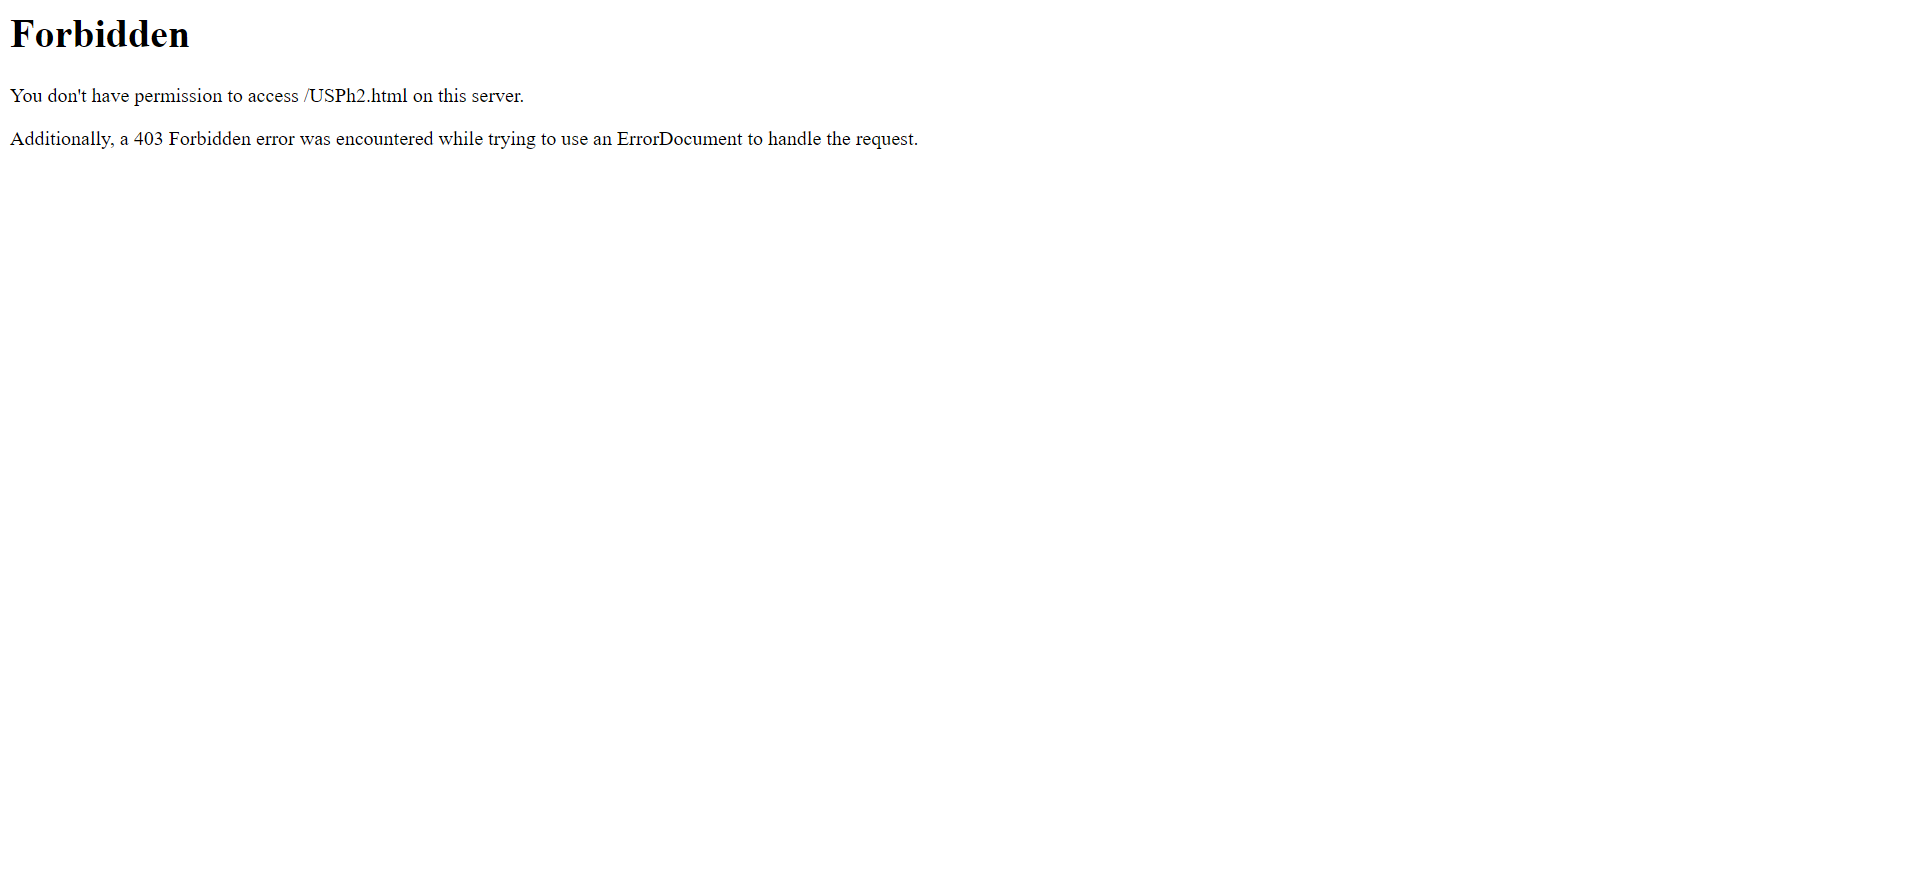 Forbidden
You don't have permission to access /USPh2.html on this server.
Additionally, a 403 Forbidden error was encountered while trying to use an ErrorDocument to handle the request.